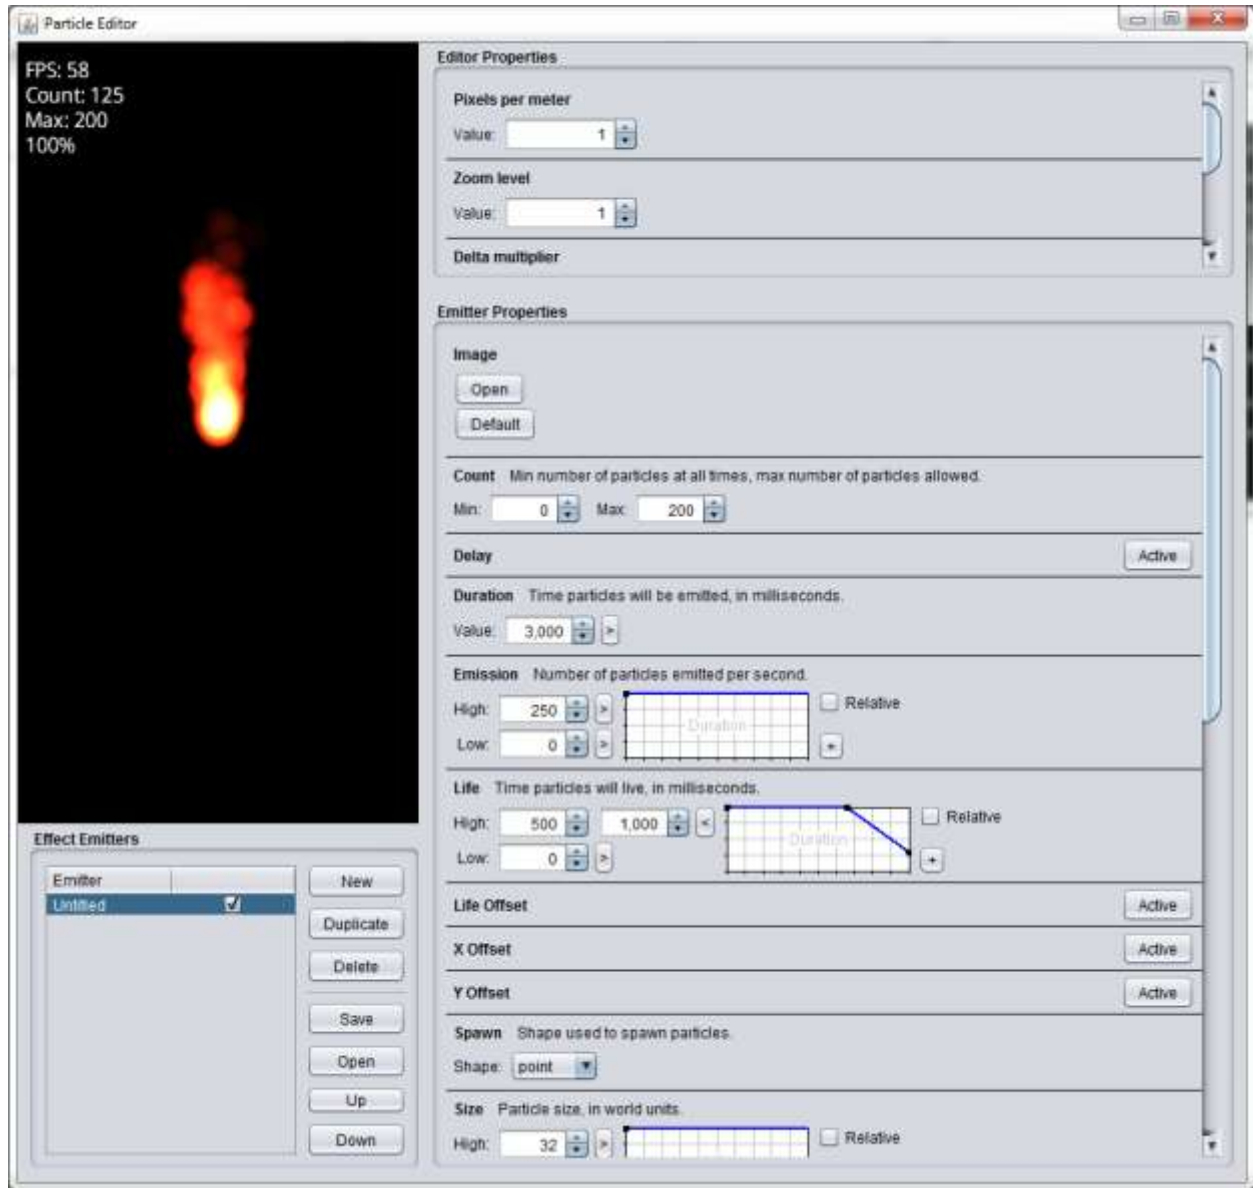 Particle Editor
FPS: 58
Count: 125
Max: 200
100%
Editor Properties
Pixels per meter
Value: 1
Zoom level
Value: 1
Delta multiplier
Emitter Properties
Image
Open
Default
Count Min number of particles at all times, max number of particles allowed.
Min: 0 Max: 200
Delay Active
Duration Time particles will be emitted, in milliseconds.
Value: 3,000 >
Emission Number of particles emitted per second.
High: 250 > Duration Relative
Low: 0 > +
Life Time particles will live, in milliseconds.
High: 500 1,000 < Duration Relative
Low: 0 > +
Life Offset Active
X Offset Active
Y Offset Active
Spawn Shape used to spawn particles.
Shape: point
Size Particle size, in world units.
High: 32 > Relative
Effect Emitters
Emitter
Untitled
New
Duplicate
Delete
Save
Open
Up
Down